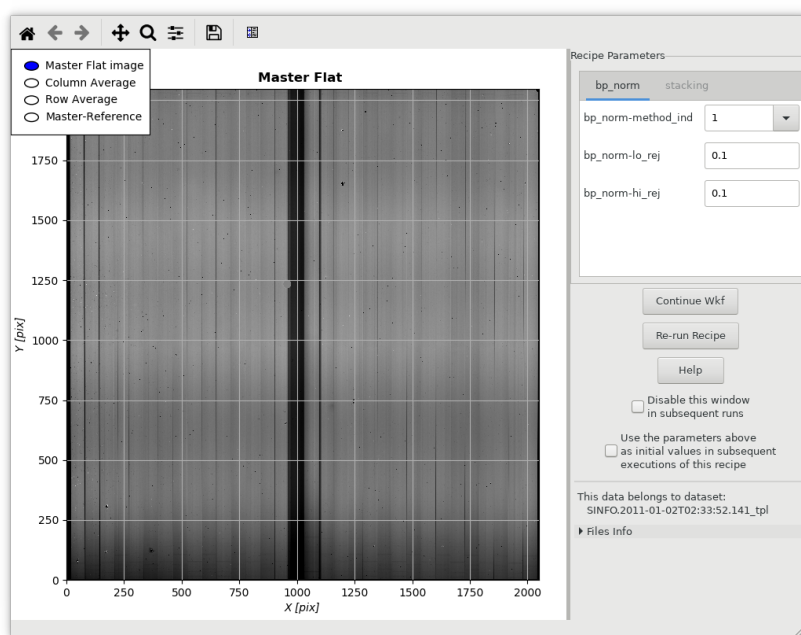 Master Flat image
Column Average
Row Average
Master-Reference
Master Flat
1750
1500
1250
1000
750
500
250
0
Y [pix]
0 250 500 750 1000 1250 1500 1750 2000
X [pix]
Recipe Parameters
bp_norm stacking
bp_norm-method_ind 1
bp_norm-lo_rej 0.1
bp_norm-hi_rej 0.1
Continue Wkf
Re-run Recipe
Help
Disable this window
in subsequent runs
Use the parameters above
as initial values in subsequent
executions of this recipe
This data belongs to dataset:
SINFO.2011-01-02T02:33:52.141_tpl
Files Info